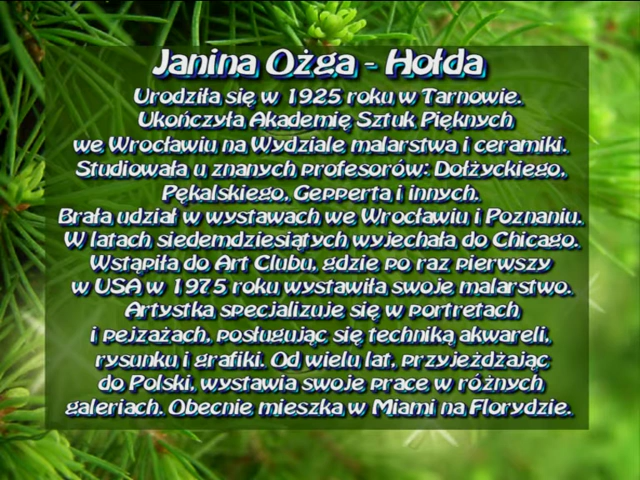 Janina Ożga - Hołda
Urodziła się w 1925 roku w Tarnowie.
Ukończyła Akademię Sztuk Pięknych
we Wrocławiu na Wydziale malarstwa i ceramiki.
Studiowała u znanych profesorów: Dołżyckiego,
Pękalskiego, Gepperta i innych.
Brała udział w wystawach we Wrocławiu i Poznaniu.
W latach siedemdziesiątych wyjechała do Chicago.
Wstąpiła do Art Clubu, gdzie po raz pierwszy
w USA w 1975 roku wystawiła swoje malarstwo.
Artystka specjalizuje się w portretach
i pejzażach, posługując się techniką akwareli,
rysunku i grafiki. Od wielu lat, przyjeżdżając
do Polski, wystawia swoje prace w różnych
galeriach. Obecnie mieszka w Miami na Florydzie.